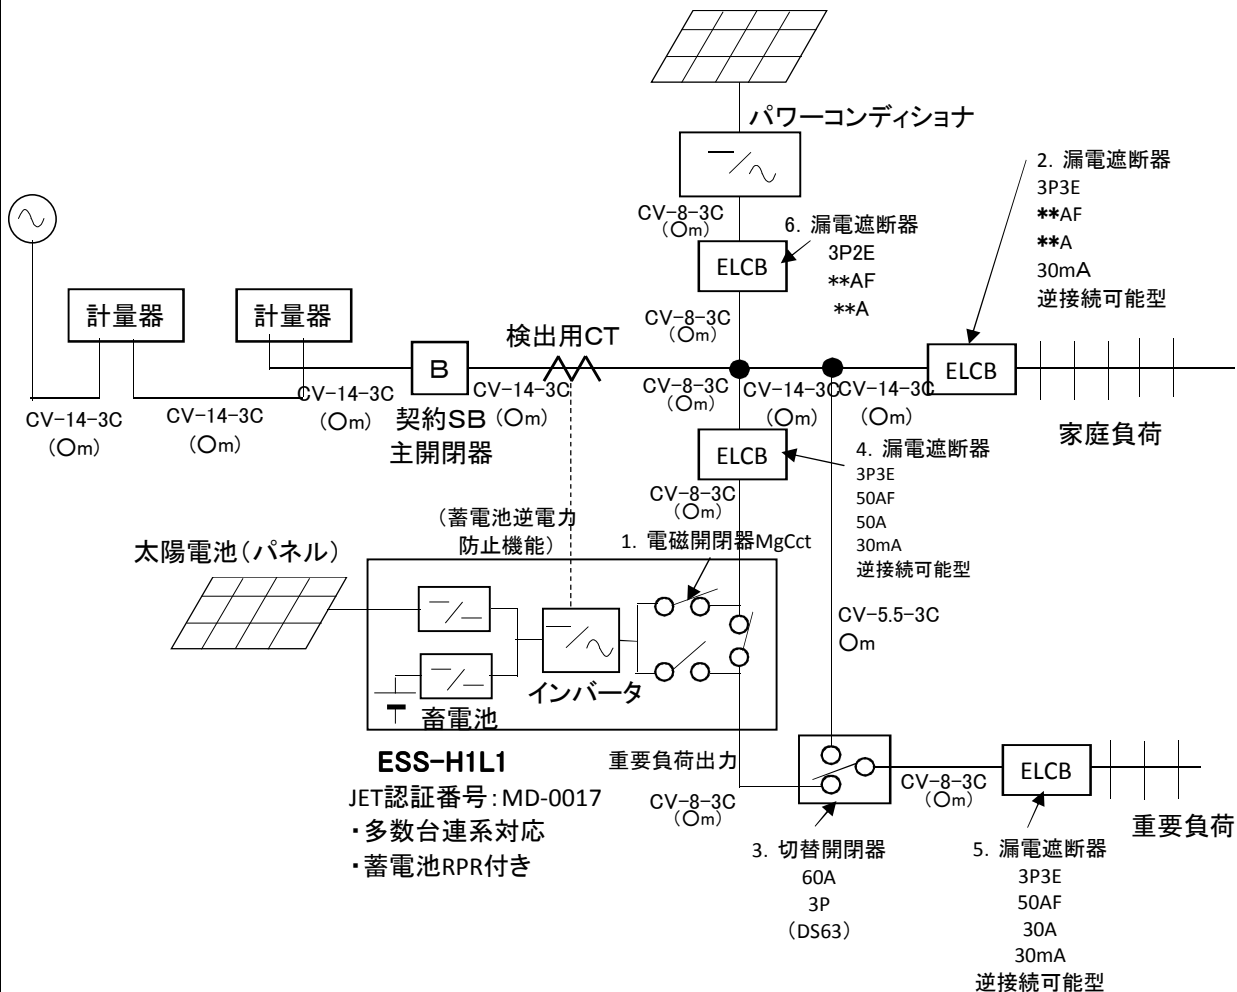 パワーコンディショナ
CV-8-3C
(〇m)
6. 漏電遮断器
3P2E
**AF
**A
ELCB
CV-8-3C
(〇m)
2. 漏電遮断器
3P3E
**AF
**A
30mA
逆接続可能型
計量器
計量器
検出用CT
B
ELCB
CV-14-3C
(〇m)
CV-14-3C
(〇m)
CV-14-3C
(〇m)
契約SB
主開閉器
CV-14-3C
(〇m)
CV-8-3C
(〇m)
CV-14-3C
(〇m)
CV-14-3C
(〇m)
家庭負荷
ELCB
4. 漏電遮断器
3P3E
50AF
50A
30mA
逆接続可能型
CV-8-3C
(〇m)
(蓄電池逆電力
防止機能)
1. 電磁開閉器MgCct
太陽電池(パネル)
CV-5.5-3C
〇m
インバータ
蓄電池
ESS-H1L1
JET認証番号:MD-0017
・多数台連系対応
・蓄電池RPR付き
重要負荷出力
CV-8-3C
(〇m)
3. 切替開閉器
60A
3P
(DS63)
CV-8-3C
(〇m)
ELCB
重要負荷
5. 漏電遮断器
3P3E
50AF
30A
30mA
逆接続可能型